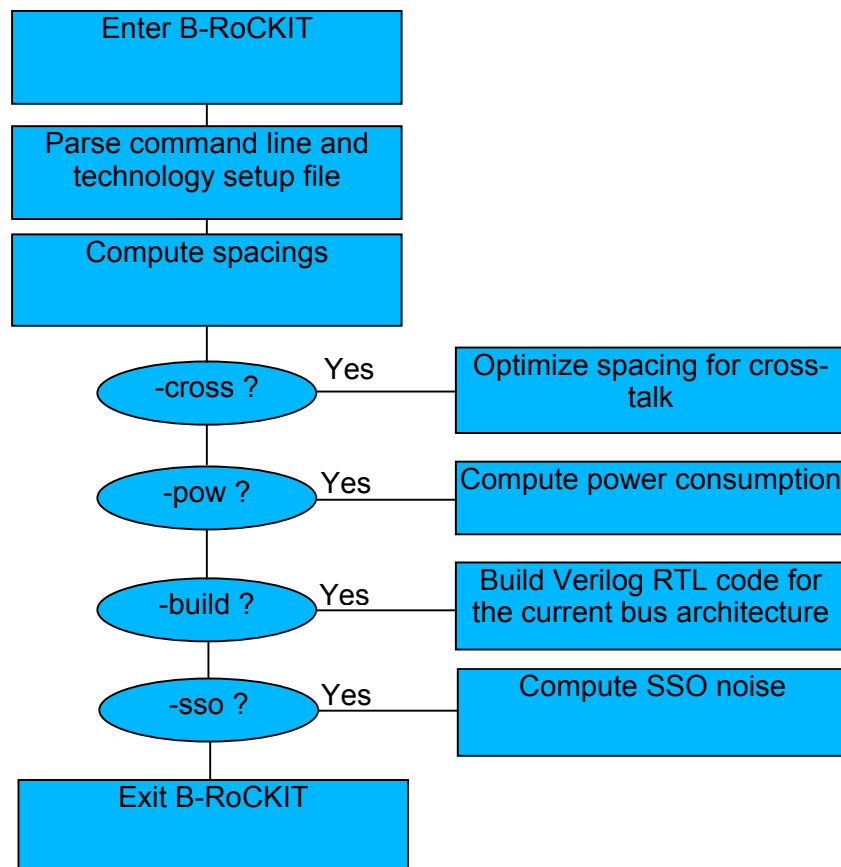 Enter B-RoCKIT
Parse command line and
technology setup file
Compute spacings
-cross ?
Yes
Optimize spacing for cross-
talk
-pow ?
Yes
Compute power consumption
-build ?
Yes
Build Verilog RTL code for
the current bus architecture
-sso ?
Yes
Compute SSO noise
Exit B-RoCKIT